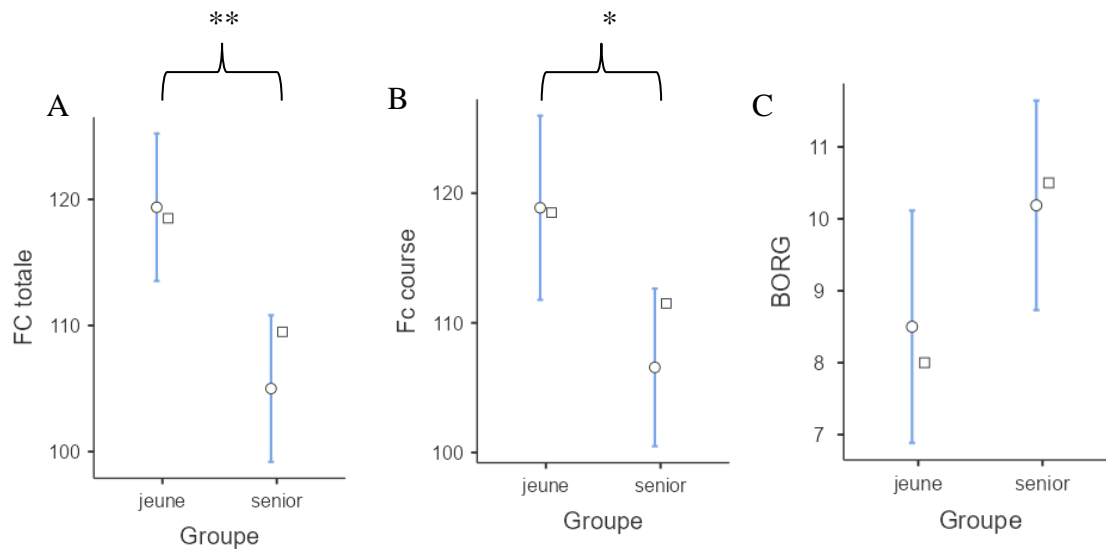 **
*
A
FC totale
120
110
100
jeune
senior
Groupe
B
Fc course
120
110
100
jeune
senior
Groupe
C
BORG
11
10
9
8
7
jeune
senior
Groupe